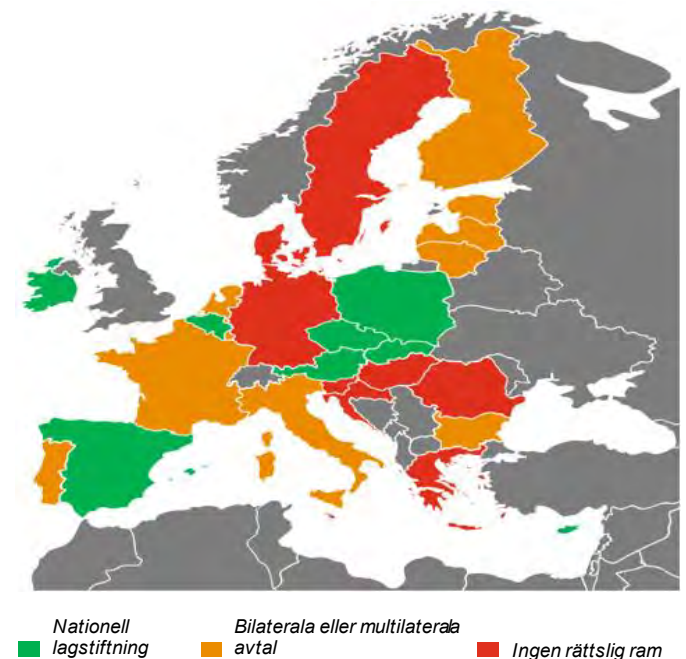 Nationell
lagstiftning
Bilaterala eller multilaterala
avtal
Ingen rättslig ram